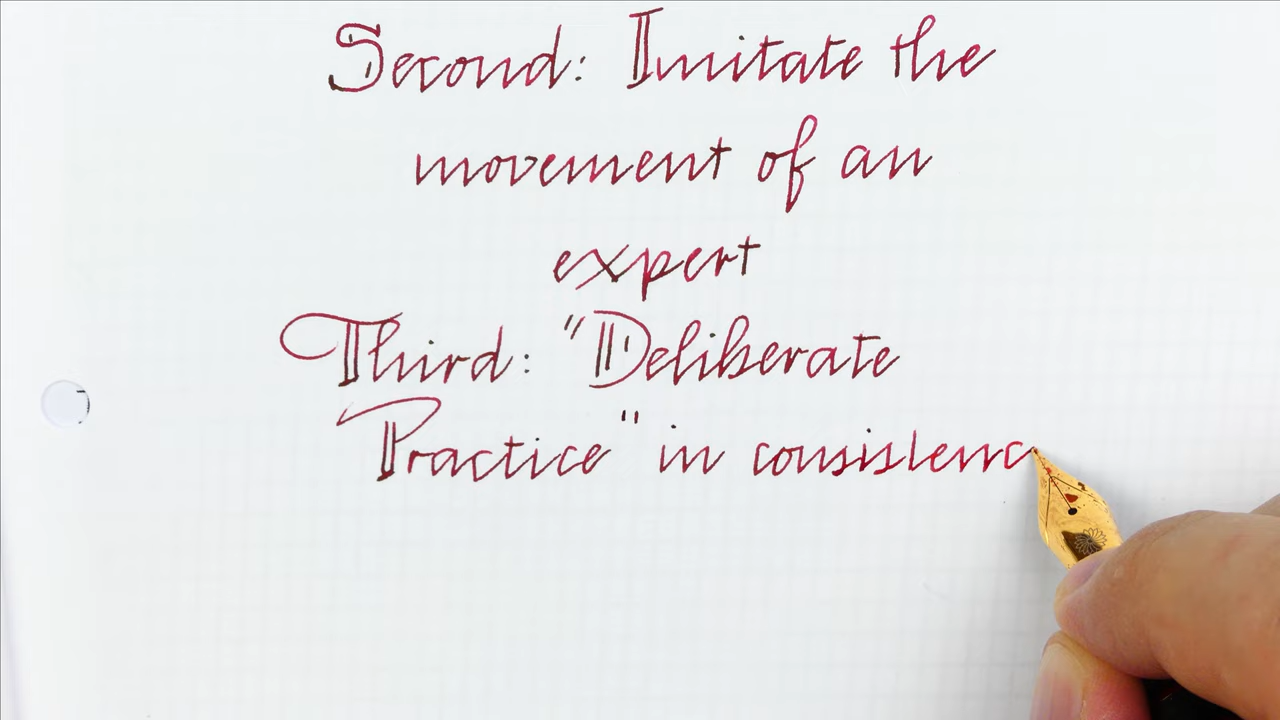 Second: Imitate the
movement of an
expert
Third: "Deliberate
Practice" in consistenc